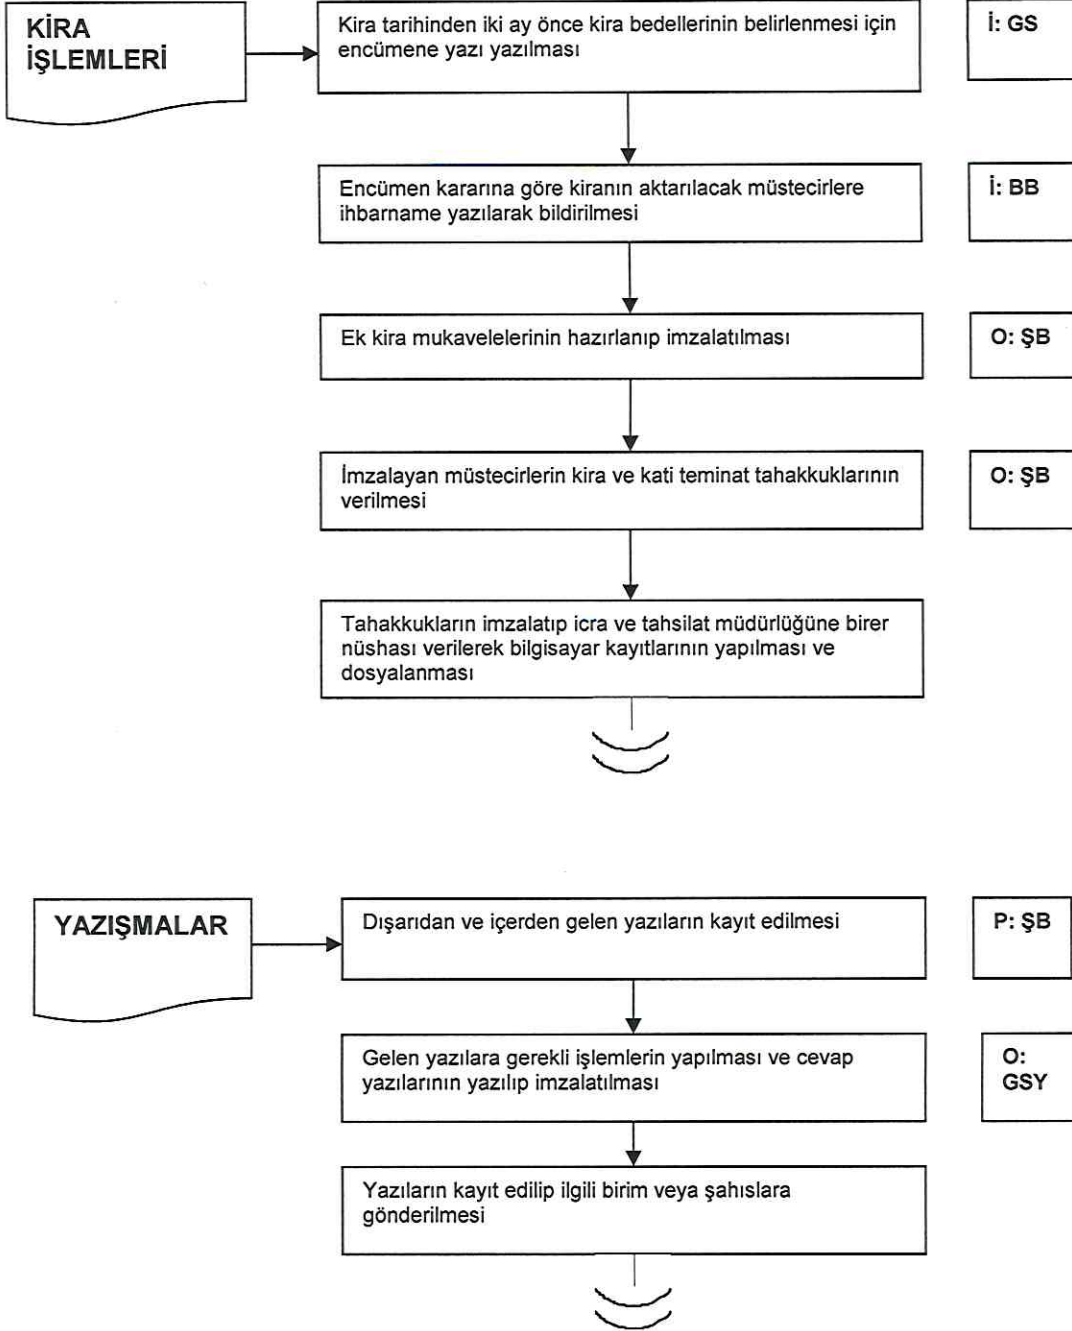 KİRA
İŞLEMLERİ
Kira tarihinden iki ay önce kira bedellerinin belirlenmesi için
encümene yazı yazılması
İ: GS
Encümen kararına göre kiranın aktarılacak müstecirlere
ihbarname yazılarak bildirilmesi
İ: BB
Ek kira mukavelelerinin hazırlanıp imzalatılması
O: ŞB
İmzalayan müstecirlerin kira ve kati teminat tahakkuklarının
verilmesi
O: ŞB
Tahakkukların imzalatıp icra ve tahsilat müdürlüğüne birer
nüshası verilerek bilgisayar kayıtlarının yapılması ve
dosyalanması
YAZIŞMALAR
Dışarıdan ve içerden gelen yazıların kayıt edilmesi
P: ŞB
Gelen yazılara gerekli işlemlerin yapılması ve cevap
yazılarının yazılıp imzalatılması
O:
GSY
Yazıların kayıt edilip ilgili birim veya şahıslara
gönderilmesi